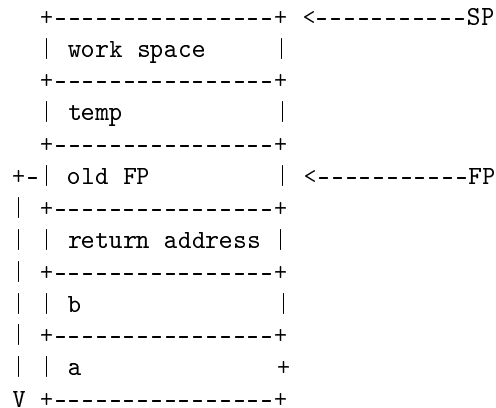 +----------------+ <-----------SP
| work space     |
+----------------+
| temp           |
+----------------+
+-| old FP         | <-----------FP
| +----------------+
| | return address |
| +----------------+
| | b              |
| +----------------+
| | a              +
V +----------------+